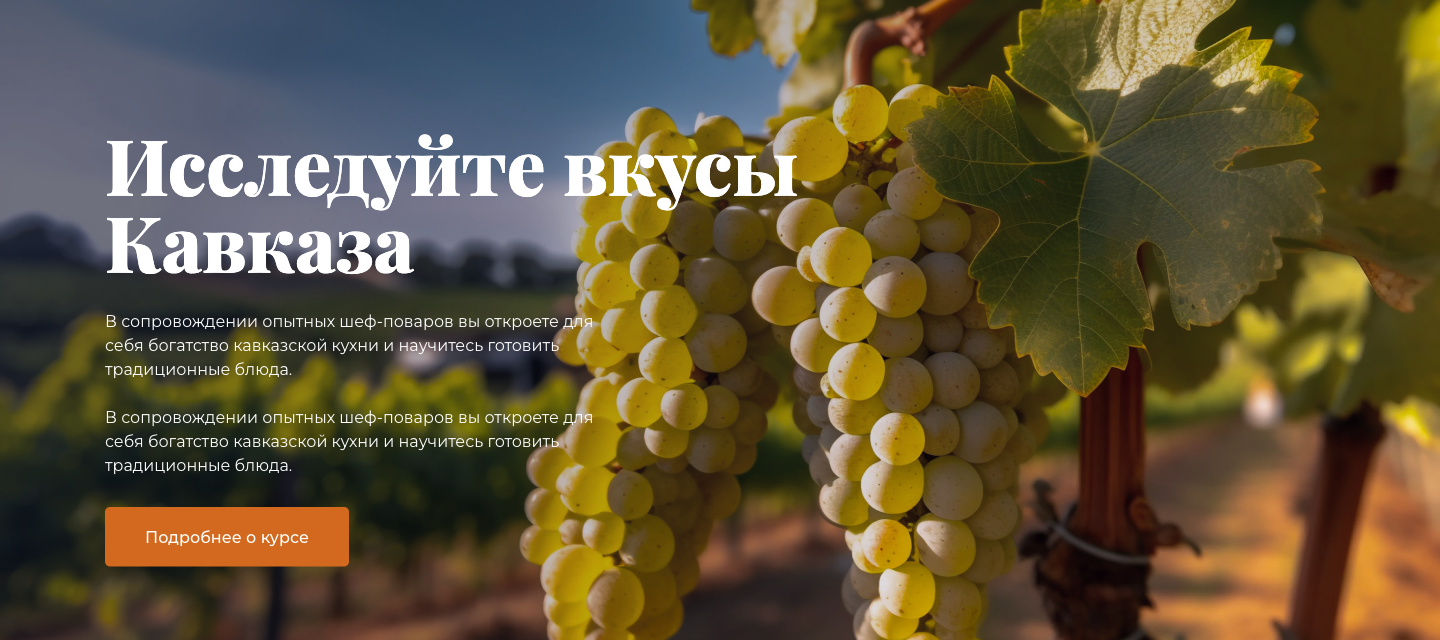 Исследуйте вкусы
Кавказа
В сопровождении опытных шеф-поваров вы откроете для
себя богатство кавказской кухни и научитесь готовить
традиционные блюда.
В сопровождении опытных шеф-поваров вы откроете для
себя богатство кавказской кухни и научитесь готовить
традиционные блюда.
Подробнее о курсе